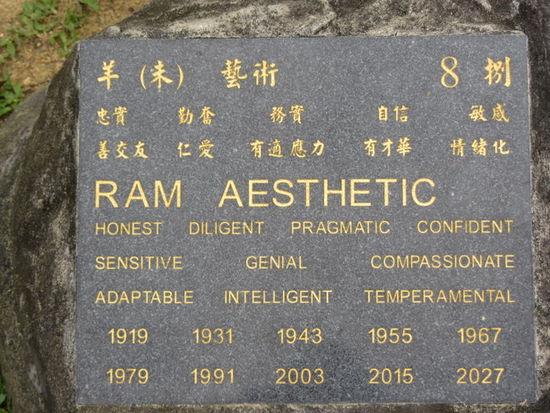 羊(未) 藝術 8 捌
忠實 勤奮 務實 自信 敏感
善交友 仁愛 有適應力 有才華 情緒化
RAM AESTHETIC
HONEST DILIGENT PRAGMATIC CONFIDENT
SENSITIVE GENIAL COMPASSIONATE
ADAPTABLE INTELLIGENT TEMPERAMENTAL
1919 1931 1943 1955 1967
1979 1991 2003 2015 2027